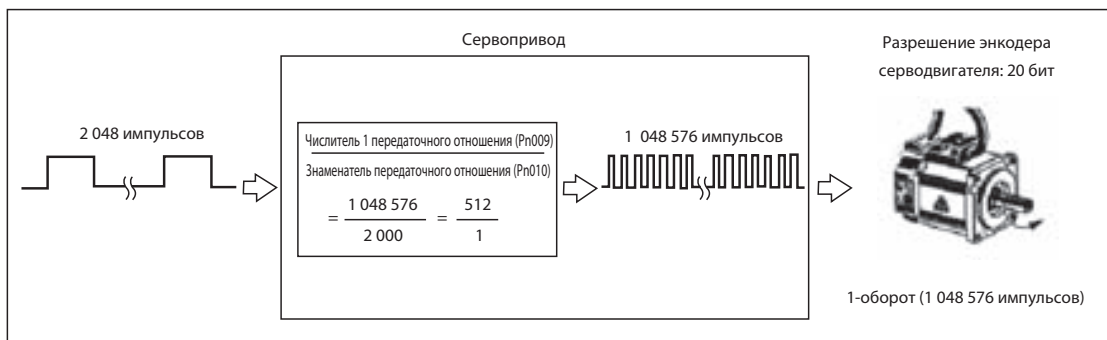 Сервопривод
Разрешение энкодера
серводвигателя: 20 бит
2 048 импульсов
Числитель 1 передаточного отношения (Pn009)
Знаменатель передаточного отношения (Pn010)
= 1 048 576 / 2 000 = 512 / 1
1 048 576 импульсов
1-оборот (1 048 576 импульсов)